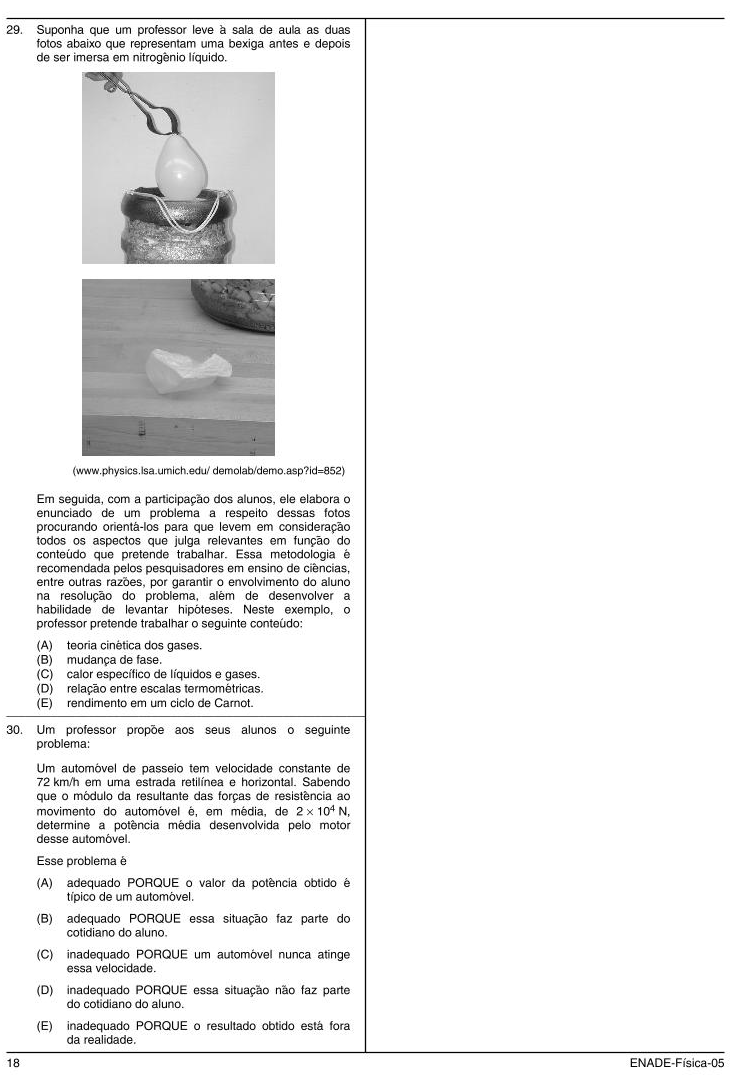 29. Suponha que um professor leve à sala de aula as duas
fotos abaixo que representam uma bexiga antes e depois
de ser imersa em nitrogênio líquido.
(www.physics.lsa.umich.edu/ demolab/demo.asp?id=852)
Em seguida, com a participação dos alunos, ele elabora o
enunciado de um problema a respeito dessas fotos
procurando orientá-los para que levem em consideração
todos os aspectos que julga relevantes em função do
conteúdo que pretende trabalhar. Essa metodologia é
recomendada pelos pesquisadores em ensino de ciências,
entre outras razões, por garantir o envolvimento do aluno
na resolução do problema, além de desenvolver a
habilidade de levantar hipóteses. Neste exemplo, o
professor pretende trabalhar o seguinte conteúdo:
(A) teoria cinética dos gases.
(B) mudança de fase.
(C) calor específico de líquidos e gases.
(D) relação entre escalas termométricas.
(E) rendimento em um ciclo de Carnot.
30. Um professor propõe aos seus alunos o seguinte
problema:
Um automóvel de passeio tem velocidade constante de
72 km/h em uma estrada retilínea e horizontal. Sabendo
que o módulo da resultante das forças de resistência ao
movimento do automóvel é, em média, de 2 × 10⁴ N,
determine a potência média desenvolvida pelo motor
desse automóvel.
Esse problema é
(A) adequado PORQUE o valor da potência obtido é
típico de um automóvel.
(B) adequado PORQUE essa situação faz parte do
cotidiano do aluno.
(C) inadequado PORQUE um automóvel nunca atinge
essa velocidade.
(D) inadequado PORQUE essa situação não faz parte
do cotidiano do aluno.
(E) inadequado PORQUE o resultado obtido está fora
da realidade.
18
ENADE-Física-05